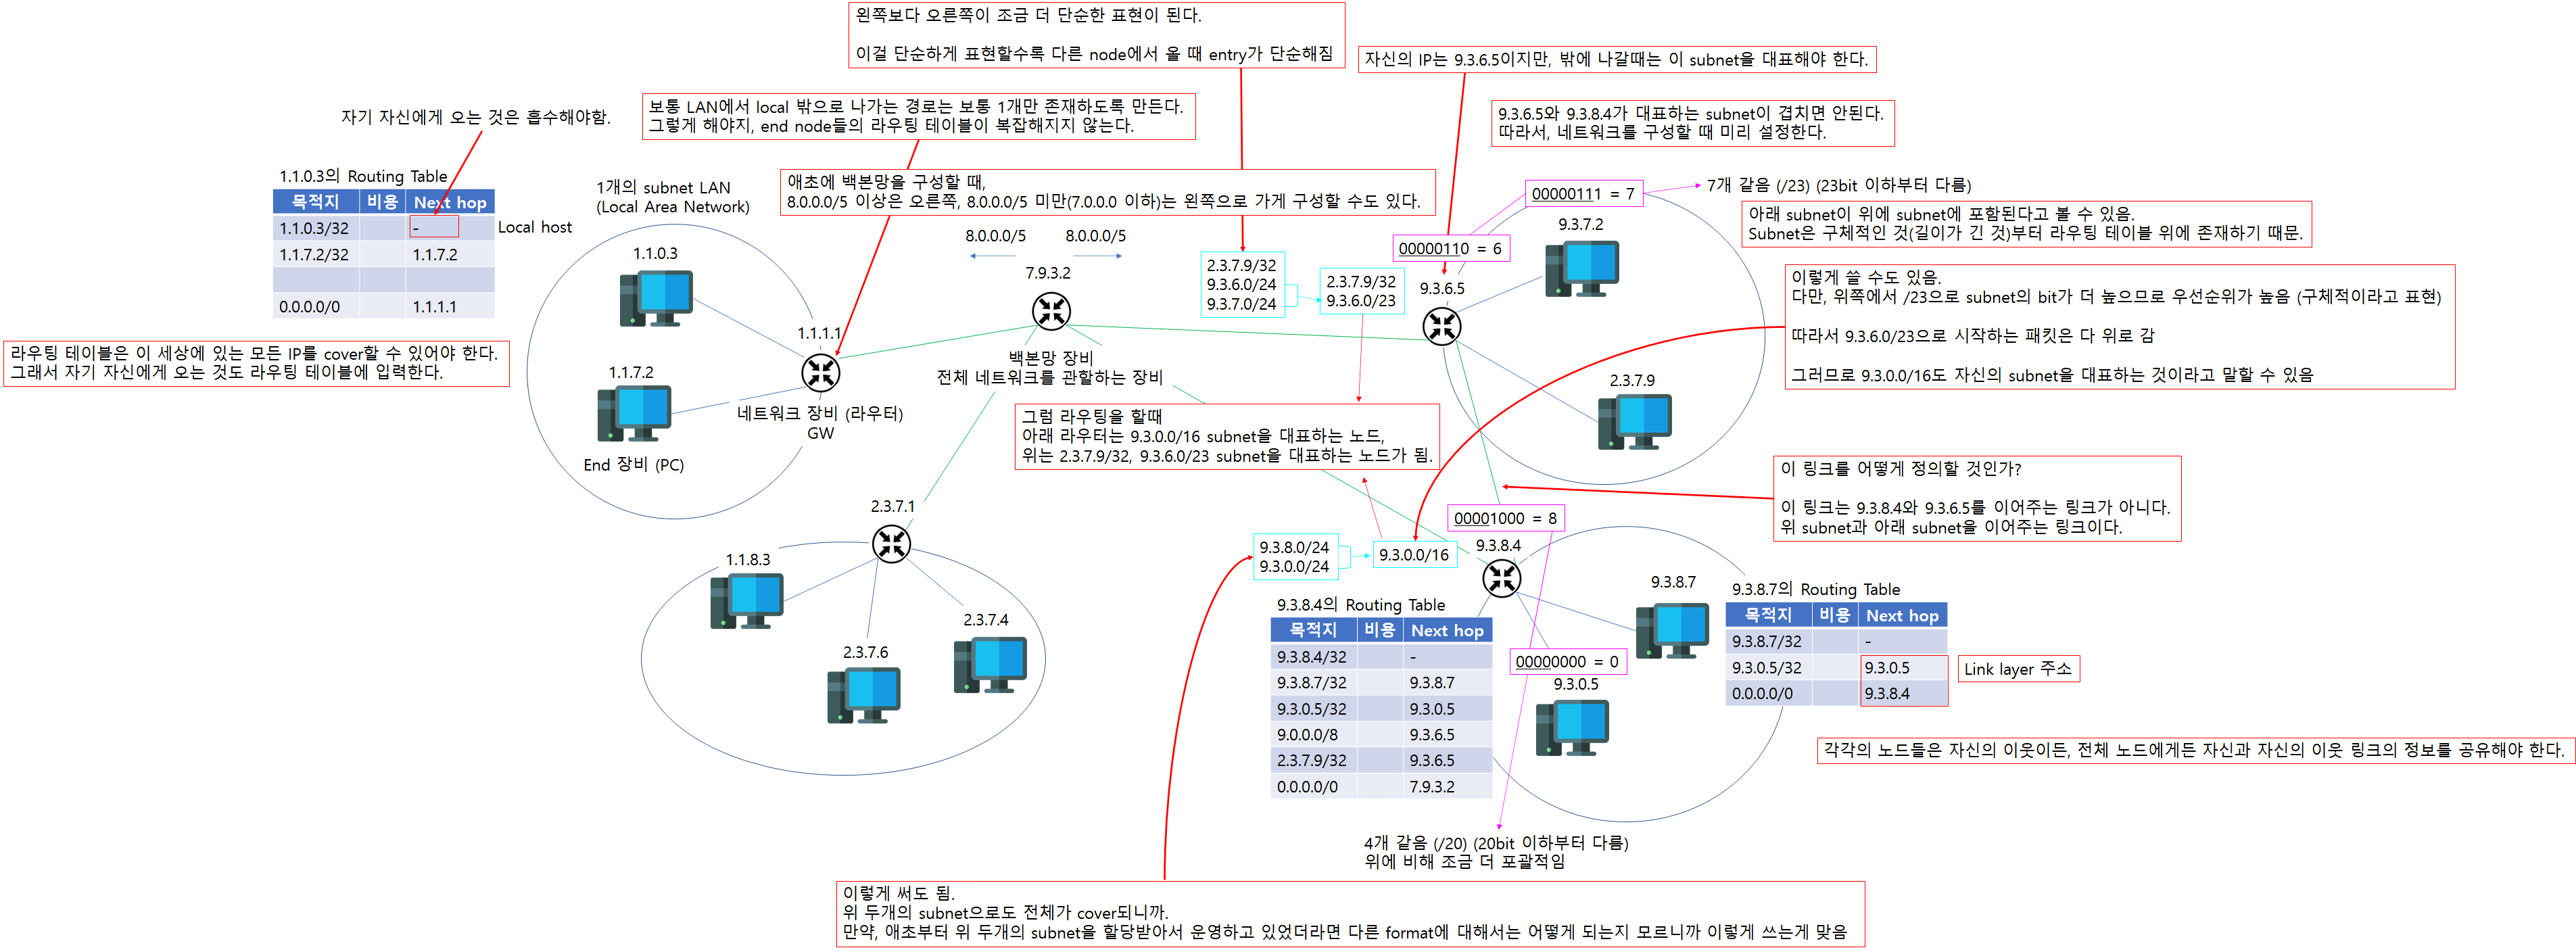 왼쪽보다 오른쪽이 조금 더 단순한 표현이 된다.
이걸 단순하게 표현할수록 다른 node에서 올 때 entry가 단순해짐
자신의 IP는 9.3.6.5이지만, 밖에 나갈때는 이 subnet을 대표해야 한다.
자기 자신에게 오는 것은 흡수해야함.
보통 LAN에서 local 밖으로 나가는 경로는 보통 1개만 존재하도록 만든다.
그렇게 해야지, end node들의 라우팅 테이블이 복잡해지지 않는다.
9.3.6.5와 9.3.8.4가 대표하는 subnet이 겹치면 안된다.
따라서, 네트워크를 구성할 때 미리 설정한다.
1.1.0.3의 Routing Table
목적지 비용 Next hop
1.1.0.3/32 -
1.1.7.2/32 1.1.7.2
0.0.0.0/0 1.1.1.1
Local host
1개의 subnet LAN
(Local Area Network)
애초에 백본망을 구성할 때,
8.0.0.0/5 이상은 오른쪽, 8.0.0.0/5 미만(7.0.0.0 이하)는 왼쪽으로 가게 구성할 수도 있다.
00000111 = 7
7개 같음 (/23) (23bit 이하부터 다름)
아래 subnet이 위에 subnet에 포함된다고 볼 수 있음.
Subnet은 구체적인 것(길이가 긴 것)부터 라우팅 테이블 위에 존재하기 때문.
8.0.0.0/5
8.0.0.0/5
7.9.3.2
00000110 = 6
9.3.7.2
1.1.0.3
2.3.7.9/32
9.3.6.0/24
9.3.7.0/24
2.3.7.9/32
9.3.6.0/23
9.3.6.5
이렇게 쓸 수도 있음.
다만, 위쪽에서 /23으로 subnet의 bit가 더 높으므로 우선순위가 높음 (구체적이라고 표현)
따라서 9.3.6.0/23으로 시작하는 패킷은 다 위로 감
그러므로 9.3.0.0/16도 자신의 subnet을 대표하는 것이라고 말할 수 있음
1.1.1.1
라우팅 테이블은 이 세상에 있는 모든 IP를 cover할 수 있어야 한다.
그래서 자기 자신에게 오는 것도 라우팅 테이블에 입력한다.
1.1.7.2
백본망 장비
전체 네트워크를 관할하는 장비
2.3.7.9
네트워크 장비 (라우터)
GW
End 장비 (PC)
그럼 라우팅을 할때
아래 라우터는 9.3.0.0/16 subnet을 대표하는 노드,
위는 2.3.7.9/32, 9.3.6.0/23 subnet을 대표하는 노드가 됨.
이 링크를 어떻게 정의할 것인가?
이 링크는 9.3.8.4와 9.3.6.5를 이어주는 링크가 아니다.
위 subnet과 아래 subnet을 이어주는 링크이다.
2.3.7.1
00001000 = 8
9.3.8.0/24
9.3.0.0/24
9.3.0.0/16
9.3.8.4
1.1.8.3
9.3.8.7
2.3.7.4
2.3.7.6
9.3.8.4의 Routing Table
목적지 비용 Next hop
9.3.8.4/32 -
9.3.8.7/32 9.3.8.7
9.3.0.5/32 9.3.0.5
9.0.0.0/8 9.3.6.5
2.3.7.9/32 9.3.6.5
0.0.0.0/0 7.9.3.2
00000000 = 0
9.3.0.5
9.3.8.7의 Routing Table
목적지 비용 Next hop
9.3.8.7/32 -
9.3.0.5/32 9.3.0.5
0.0.0.0/0 9.3.8.4
Link layer 주소
각각의 노드들은 자신의 이웃이든, 전체 노드에게든 자신과 자신의 이웃 링크의 정보를 공유해야 한다.
4개 같음 (/20) (20bit 이하부터 다름)
위에 비해 조금 더 포괄적임
이렇게 써도 됨.
위 두개의 subnet으로도 전체가 cover되니까.
만약, 애초부터 위 두개의 subnet을 할당받아서 운영하고 있었더라면 다른 format에 대해서는 어떻게 되는지 모르니까 이렇게 쓰는게 맞음